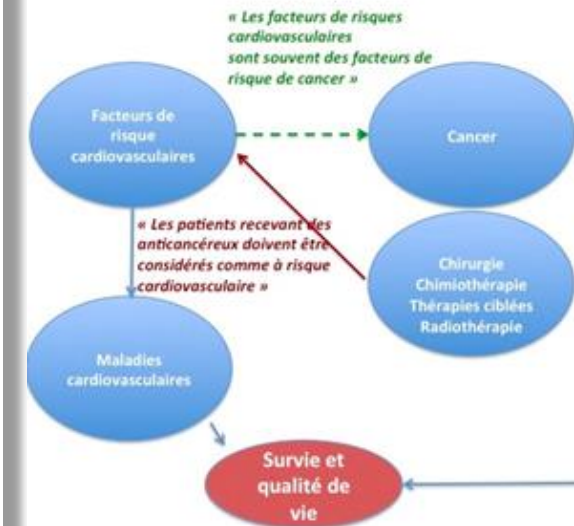 « Les facteurs de risques
cardiovasculaires
sont souvent des facteurs de
risque de cancer »
Facteurs de
risque
cardiovasculaires
Cancer
« Les patients recevant des
anticancéreux doivent être
considérés comme à risque
cardiovasculaire »
Chirurgie
Chimiothérapie
Thérapies ciblées
Radiothérapie
Maladies
cardiovasculaires
Survie et
qualité de
vie